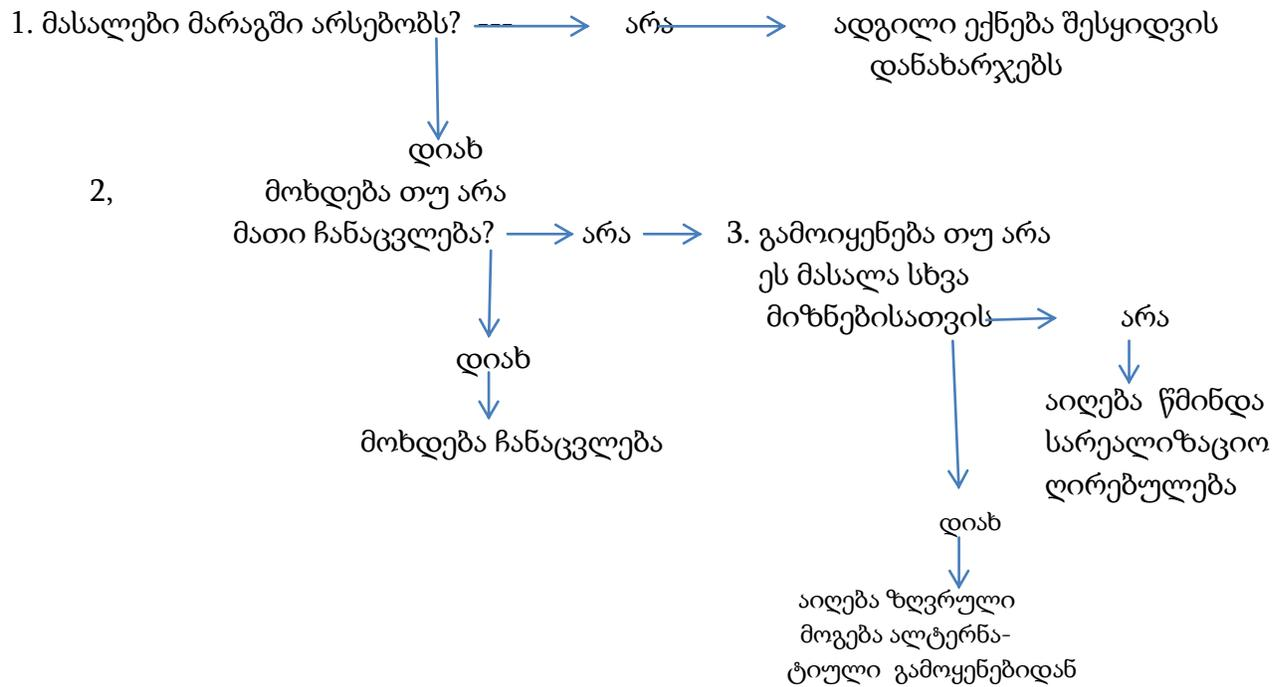 1. მასალები მარაგში არსებობს? --- არა ადგილი ექნება შესყიდვის
დანახარჯებს
დიახ
2, მოხდება თუ არა
მათი ჩანაცვლება? არა 3. გამოიყენება თუ არა
ეს მასალა სხვა
მიზნებისათვის არა
დიახ
აიღება წმინდა
სარეალიზაციო
ღირებულება
მოხდება ჩანაცვლება
დიახ
აიღება ზღვრული
მოგება ალტერნა-
ტიული გამოყენებიდან